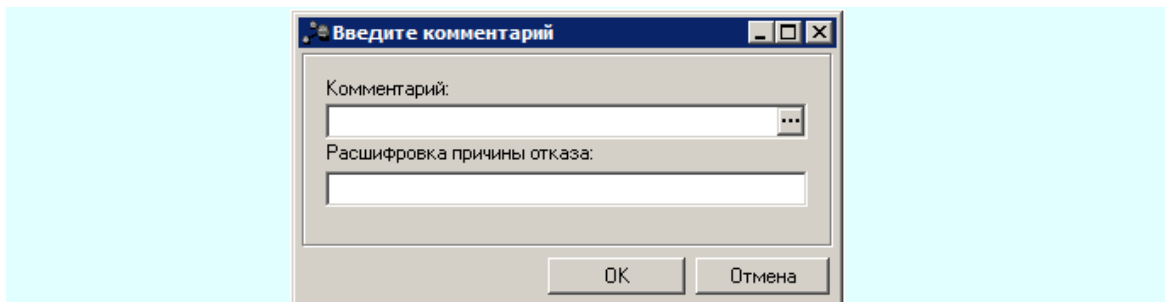 Введите комментарий
Комментарий:
...
Расшифровка причины отказа:
OK Отмена